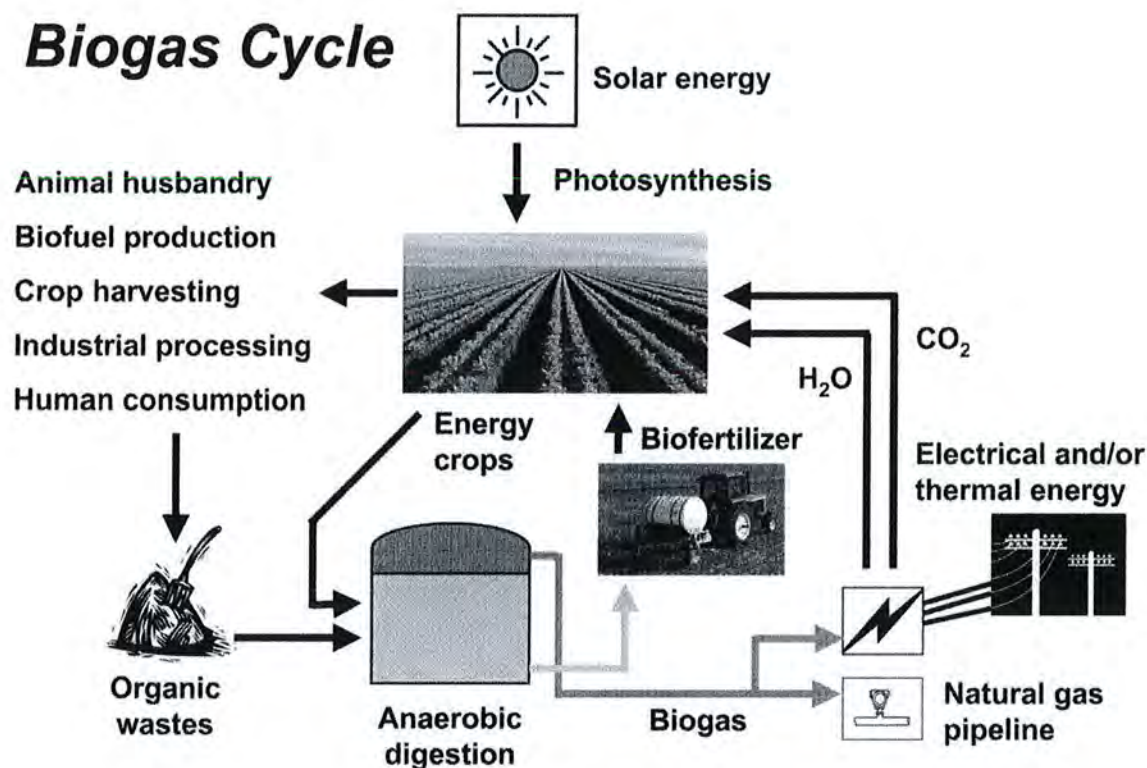 Biogas Cycle
Solar energy
Photosynthesis
Animal husbandry
Biofuel production
Crop harvesting
Industrial processing
Human consumption
CO₂
H₂O
Energy
crops
Biofertilizer
Electrical and/or
thermal energy
Organic
wastes
Anaerobic
digestion
Biogas
Natural gas
pipeline